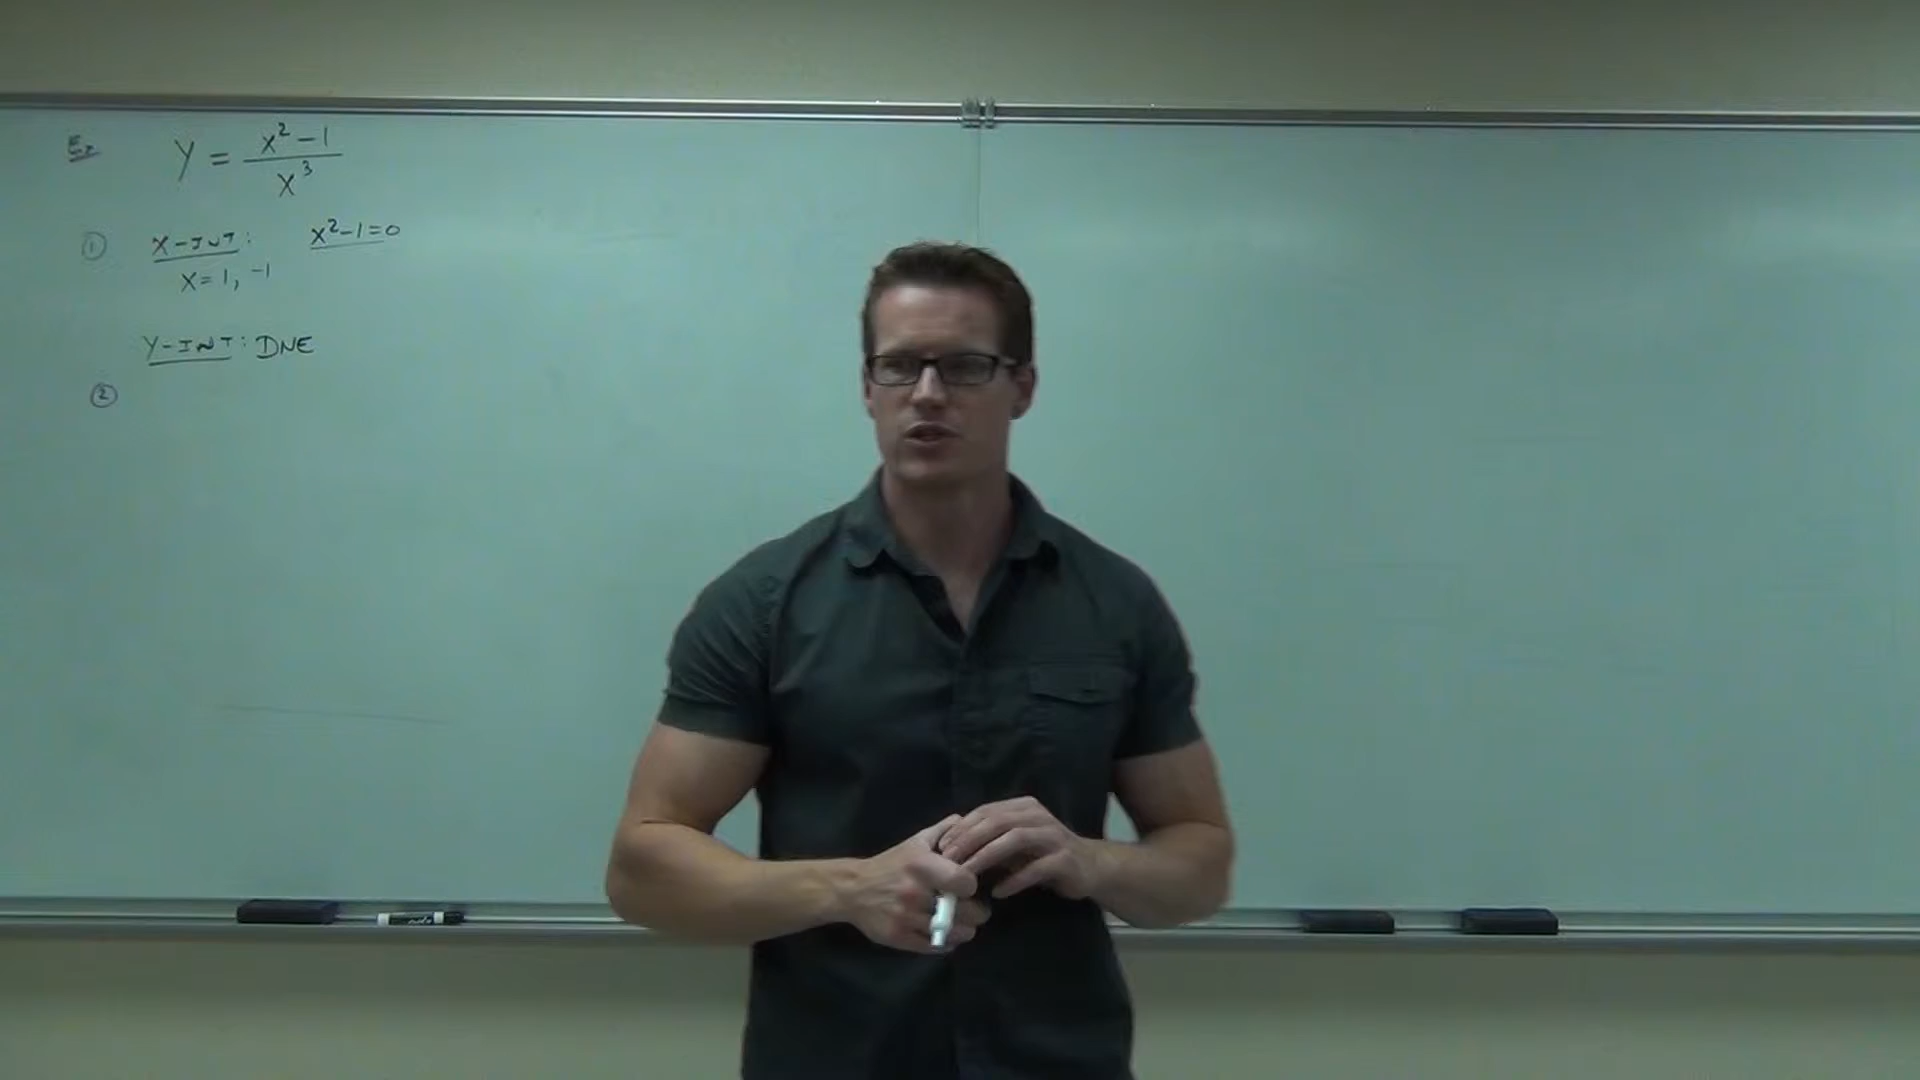 Ex y = x² - 1 / x³
① x-INT: x² - 1 = 0
x = 1, -1
Y-INT: DNE
②